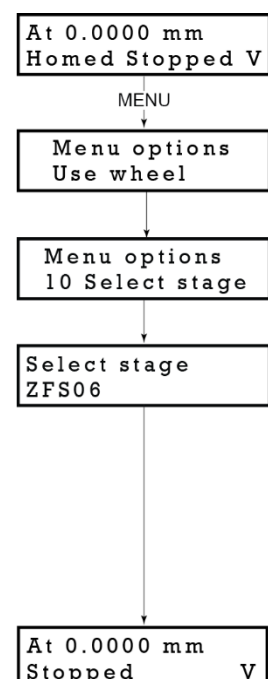 At 0.0000 mm
Homed Stopped V
MENU
Menu options
Use wheel
Menu options
10 Select stage
Select stage
ZFS06
At 0.0000 mm
Stopped V